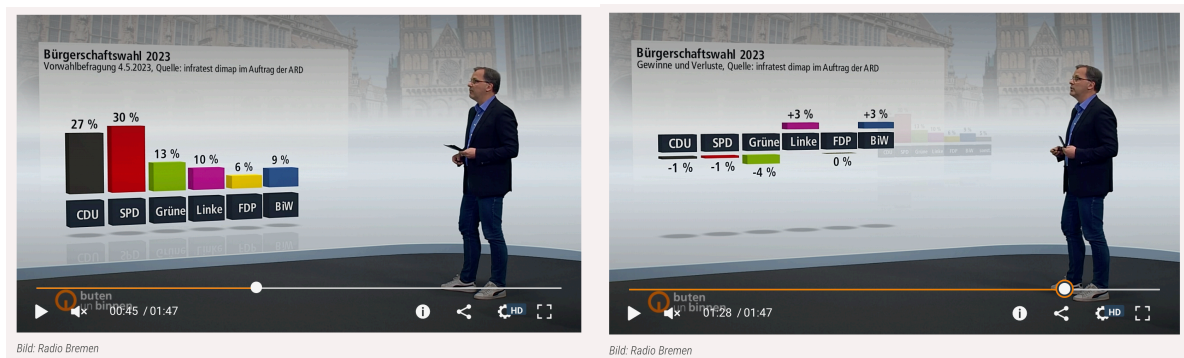 Bürgerschaftswahl 2023
Vorwahlbefragung 4.5.2023, Quelle: infratest dimap im Auftrag der ARD
27 %
30 %
13 %
10 %
6 %
9 %
CDU
SPD
Grüne
Linke
FDP
BiW
buten
un binnen
00:45 / 01:47
HD
Bild: Radio Bremen
Bürgerschaftswahl 2023
Gewinne und Verluste, Quelle: infratest dimap im Auftrag der ARD
+3 %
+3 %
CDU
SPD
Grüne
Linke
FDP
BiW
-1 %
-1 %
-4 %
0 %
buten
un binnen
01:28 / 01:47
HD
Bild: Radio Bremen